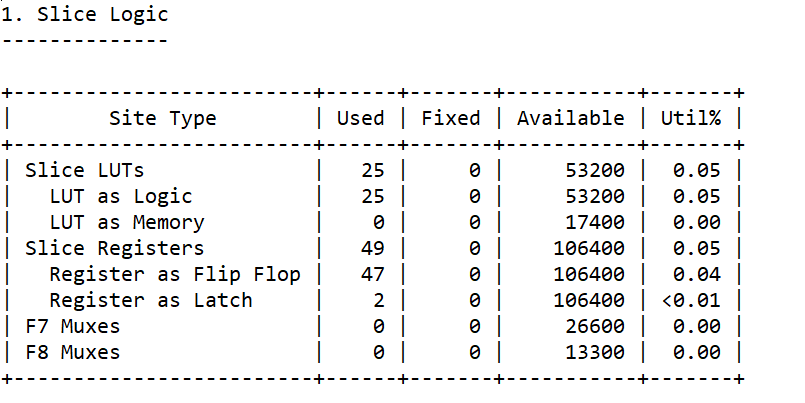 1. Slice Logic
--------------

+-------------------------+------+-------+-----------+-------+
|        Site Type        | Used | Fixed | Available | Util% |
+-------------------------+------+-------+-----------+-------+
| Slice LUTs              |   25 |     0 |     53200 |  0.05 |
|   LUT as Logic          |   25 |     0 |     53200 |  0.05 |
|   LUT as Memory         |    0 |     0 |     17400 |  0.00 |
| Slice Registers         |   49 |     0 |    106400 |  0.05 |
|   Register as Flip Flop |   47 |     0 |    106400 |  0.04 |
|   Register as Latch     |    2 |     0 |    106400 | <0.01 |
| F7 Muxes                |    0 |     0 |     26600 |  0.00 |
| F8 Muxes                |    0 |     0 |     13300 |  0.00 |
+-------------------------+------+-------+-----------+-------+